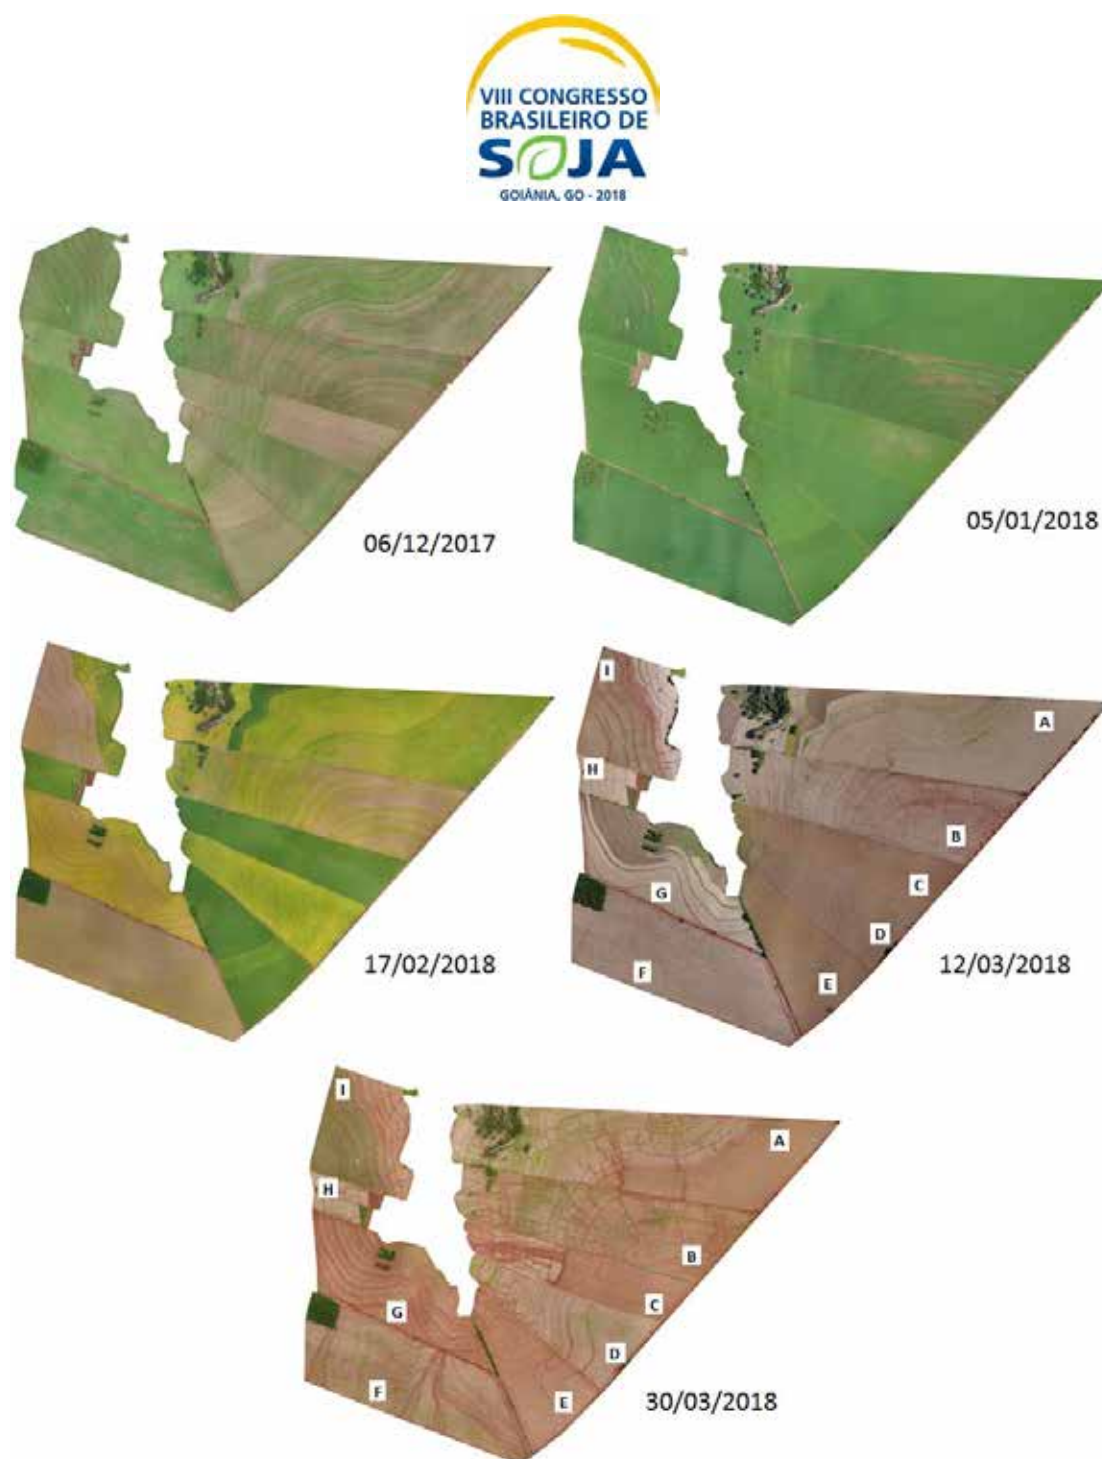 VIII CONGRESSO
BRASILEIRO DE
SOJA
GOIÂNIA, GO - 2018
06/12/2017
05/01/2018
I
A
H
B
C
G
D
F
E
17/02/2018
12/03/2018
I
A
H
B
C
G
D
F
E
30/03/2018